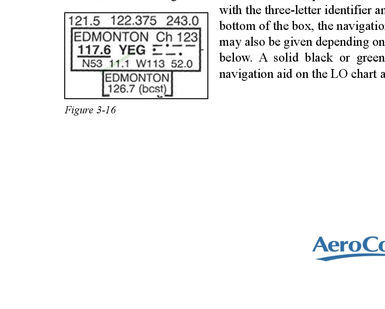 121.5 122.375 243.0
EDMONTON Ch 123
117.6 YEG
N53 11.1 W113 52.0
EDMONTON
126.7 (bcst)
Figure 3-16
with the three-letter identifier an
bottom of the box, the navigation
may also be given depending on
below. A solid black or green
navigation aid on the LO chart a
AeroCo